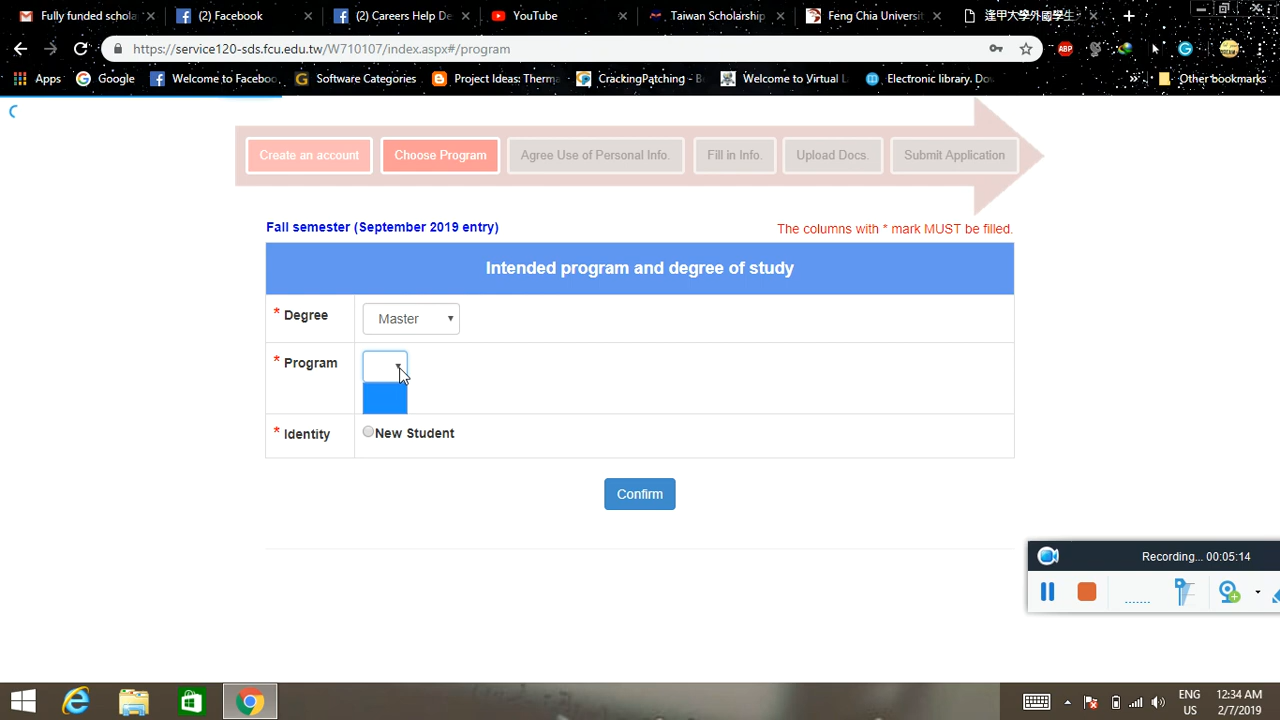 Fully funded schola
(2) Facebook
(2) Careers Help De
YouTube
Taiwan Scholarship
Feng Chia Universit
逢甲大學外國學生
https://service120-sds.fcu.edu.tw/W710107/index.aspx#/program
ABP
Apps
Google
Welcome to Faceboo
Software Categories
Project Ideas: Therma
CrackingPatching - B
Welcome to Virtual L
Electronic library. Do
Other bookmarks
Create an account
Choose Program
Agree Use of Personal Info.
Fill in Info.
Upload Docs.
Submit Application
Fall semester (September 2019 entry)
The columns with * mark MUST be filled.
Intended program and degree of study
* Degree
Master
* Program
* Identity
New Student
Confirm
Recording... 00:05:14
ENG
US
12:34 AM
2/7/2019